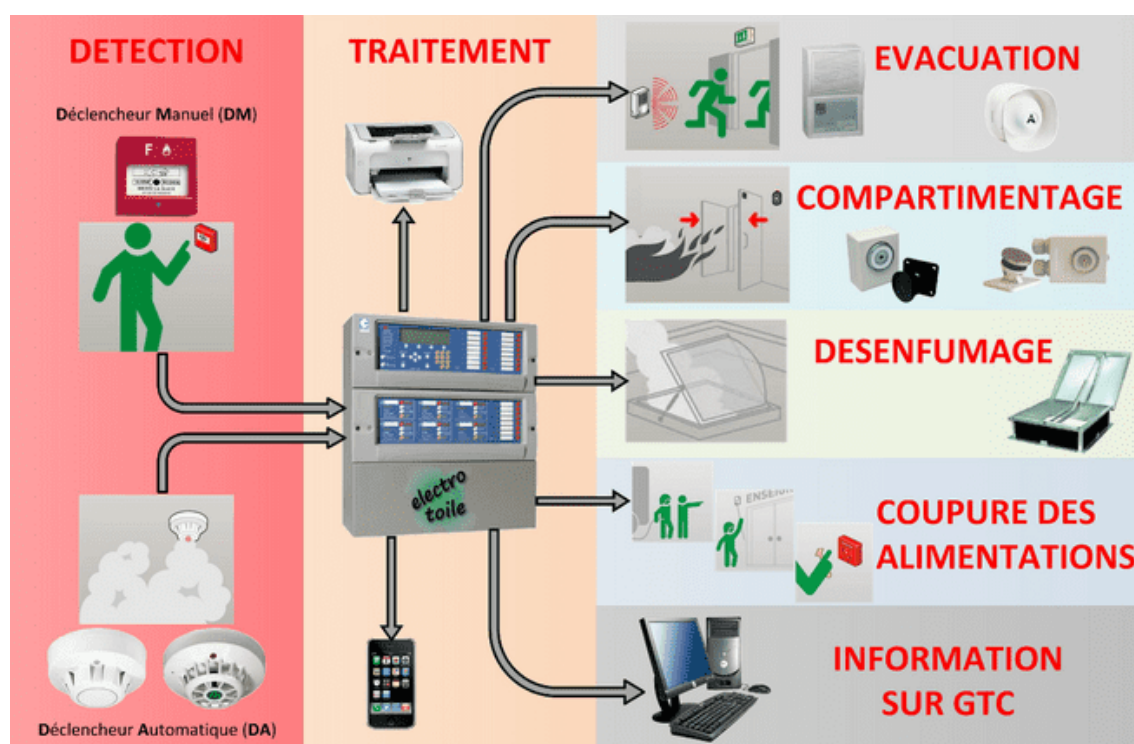 DETECTION
Déclencheur Manuel (DM)
F
Déclencheur Automatique (DA)
TRAITEMENT
electro
toile
EVACUATION
A
COMPARTIMENTAGE
DESENFUMAGE
COUPURE DES
ALIMENTATIONS
INFORMATION
SUR GTC